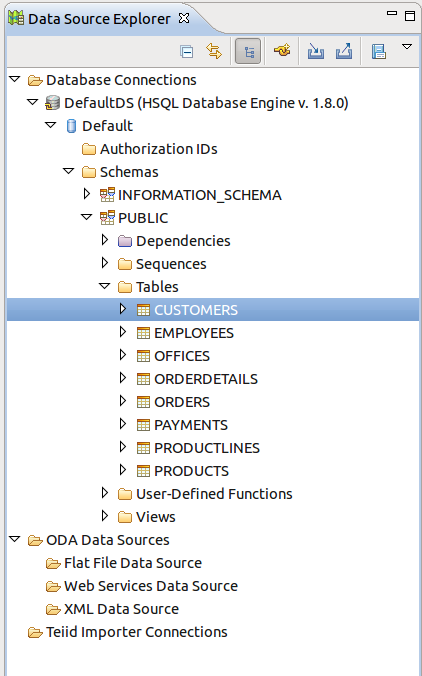 Data Source Explorer
Database Connections
DefaultDS (HSQL Database Engine v. 1.8.0)
Default
Authorization IDs
Schemas
INFORMATION_SCHEMA
PUBLIC
Dependencies
Sequences
Tables
CUSTOMERS
EMPLOYEES
OFFICES
ORDERDETAILS
ORDERS
PAYMENTS
PRODUCTLINES
PRODUCTS
User-Defined Functions
Views
ODA Data Sources
Flat File Data Source
Web Services Data Source
XML Data Source
Teiid Importer Connections